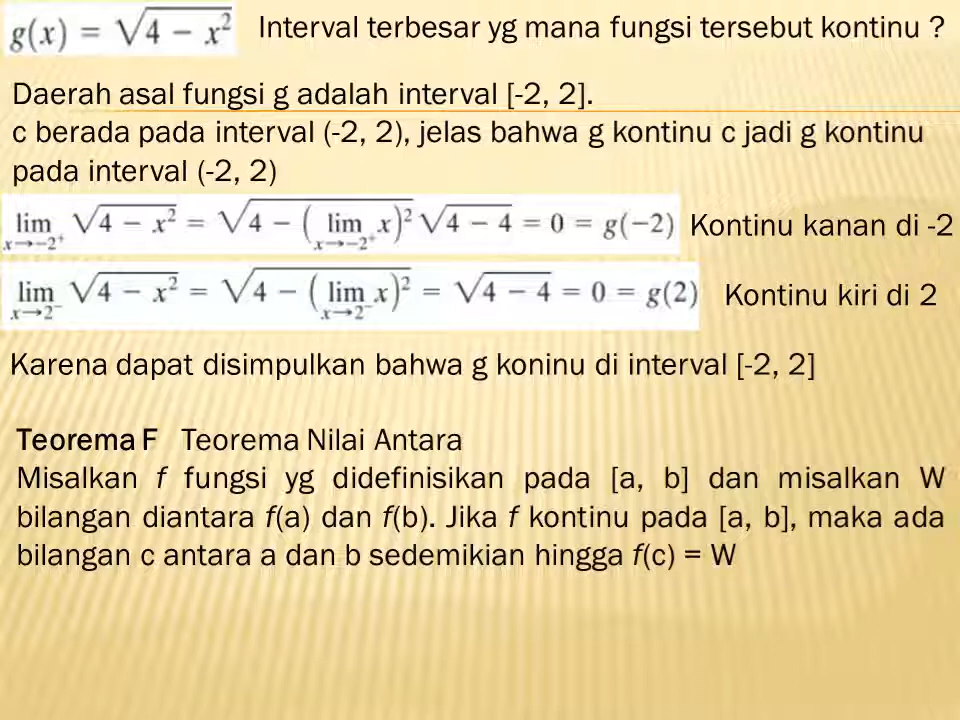 g(x) = √(4 − x²) Interval terbesar yg mana fungsi tersebut kontinu ?
Daerah asal fungsi g adalah interval [-2, 2].
c berada pada interval (-2, 2), jelas bahwa g kontinu c jadi g kontinu
pada interval (-2, 2)
lim x→−2⁺ √(4 − x²) = √(4 − (lim x→−2⁺ x)²) √(4 − 4) = 0 = g(−2) Kontinu kanan di -2
lim x→2⁻ √(4 − x²) = √(4 − (lim x→2⁻ x)²) = √(4 − 4) = 0 = g(2) Kontinu kiri di 2
Karena dapat disimpulkan bahwa g koninu di interval [-2, 2]
Teorema F Teorema Nilai Antara
Misalkan f fungsi yg didefinisikan pada [a, b] dan misalkan W
bilangan diantara f(a) dan f(b). Jika f kontinu pada [a, b], maka ada
bilangan c antara a dan b sedemikian hingga f(c) = W